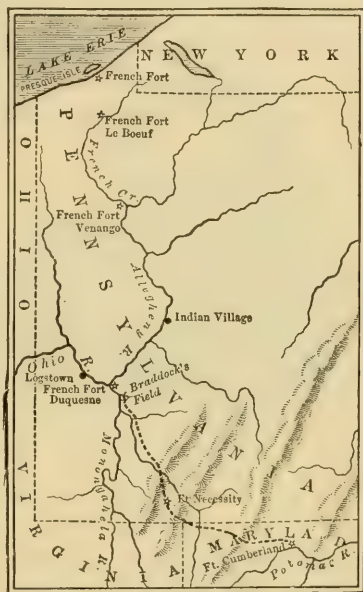 LAKE ERIE
PRESQUE-ISLE
NEW YORK
French Fort
French Fort
Le Boeuf
French Cr.
PENNSYLVANIA
OHIO
French Fort
Venango
Allegheny
R.
Indian Village
Ohio
R.
Logstown
French Fort
Duquesne
Braddock's
Field
Monongahela R.
Ft Necessity
MARYLAND
Ft. Cumberland
Potomac R.
VIRGINIA